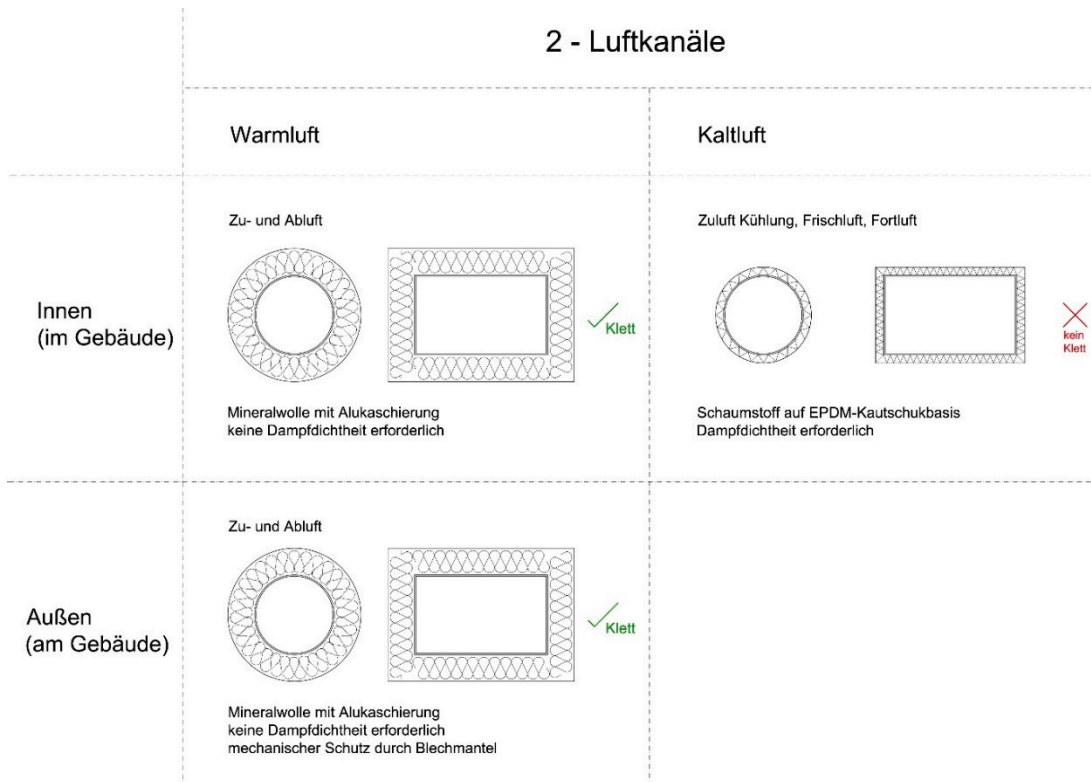 2 - Luftkanäle
Warmluft
Kaltluft
Innen
(im Gebäude)
Zu- und Abluft
Klett
Mineralwolle mit Alukaschierung
keine Dampfdichtheit erforderlich
Zuluft Kühlung, Frischluft, Fortluft
kein
Klett
Schaumstoff auf EPDM-Kautschukbasis
Dampfdichtheit erforderlich
Außen
(am Gebäude)
Zu- und Abluft
Klett
Mineralwolle mit Alukaschierung
keine Dampfdichtheit erforderlich
mechanischer Schutz durch Blechmantel